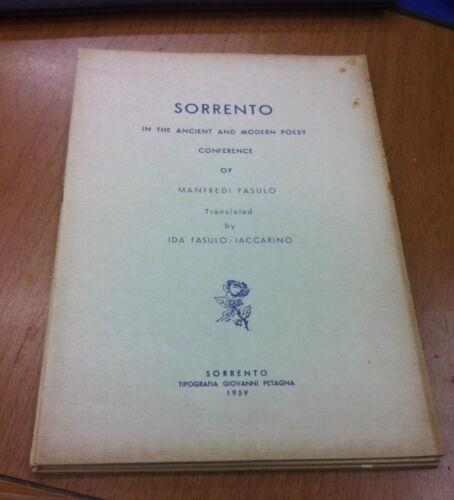 SORRENTO
IN THE ANCIENT AND MODERN POESY
CONFERENCE
OF
MANFREDI FASULO
Translated
by
IDA FASULO - IACCARINO
SORRENTO
TIPOGRAFIA GIOVANNI PETAGNA
1959